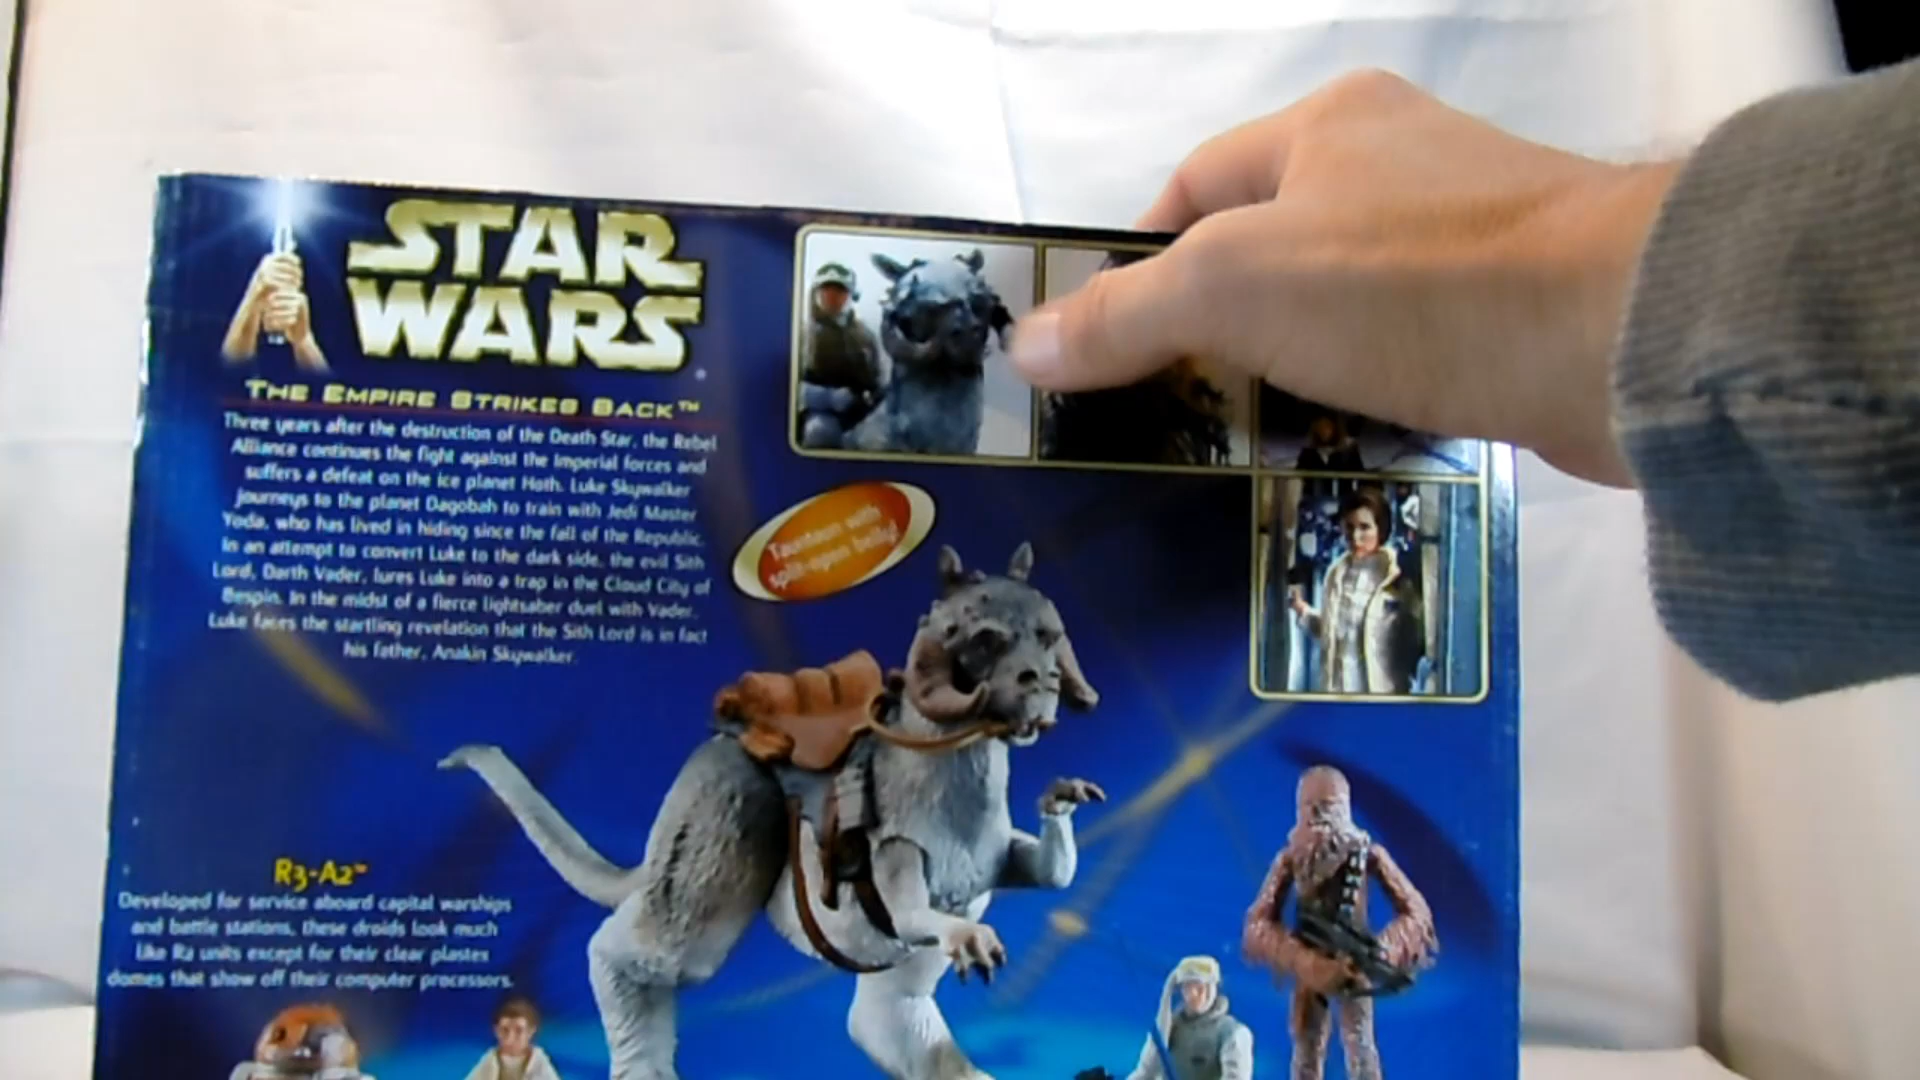 STAR
WARS
THE EMPIRE STRIKES BACK™
Three years after the destruction of the Death Star, the Rebel
Alliance continues the fight against the Imperial forces and
suffers a defeat on the ice planet Hoth. Luke Skywalker
journeys to the planet Dagobah to train with Jedi Master
Yoda, who has lived in hiding since the fall of the Republic.
In an attempt to convert Luke to the dark side, the evil Sith
Lord, Darth Vader, lures Luke into a trap in the Cloud City of
Bespin. In the midst of a fierce lightsaber duel with Vader,
Luke faces the startling revelation that the Sith Lord is in fact
his father, Anakin Skywalker.
Tauntaun with
split-open belly!
R3-A2™
Developed for service aboard capital warships
and battle stations, these droids look much
like R2 units except for their clear plastex
domes that show off their computer processors.